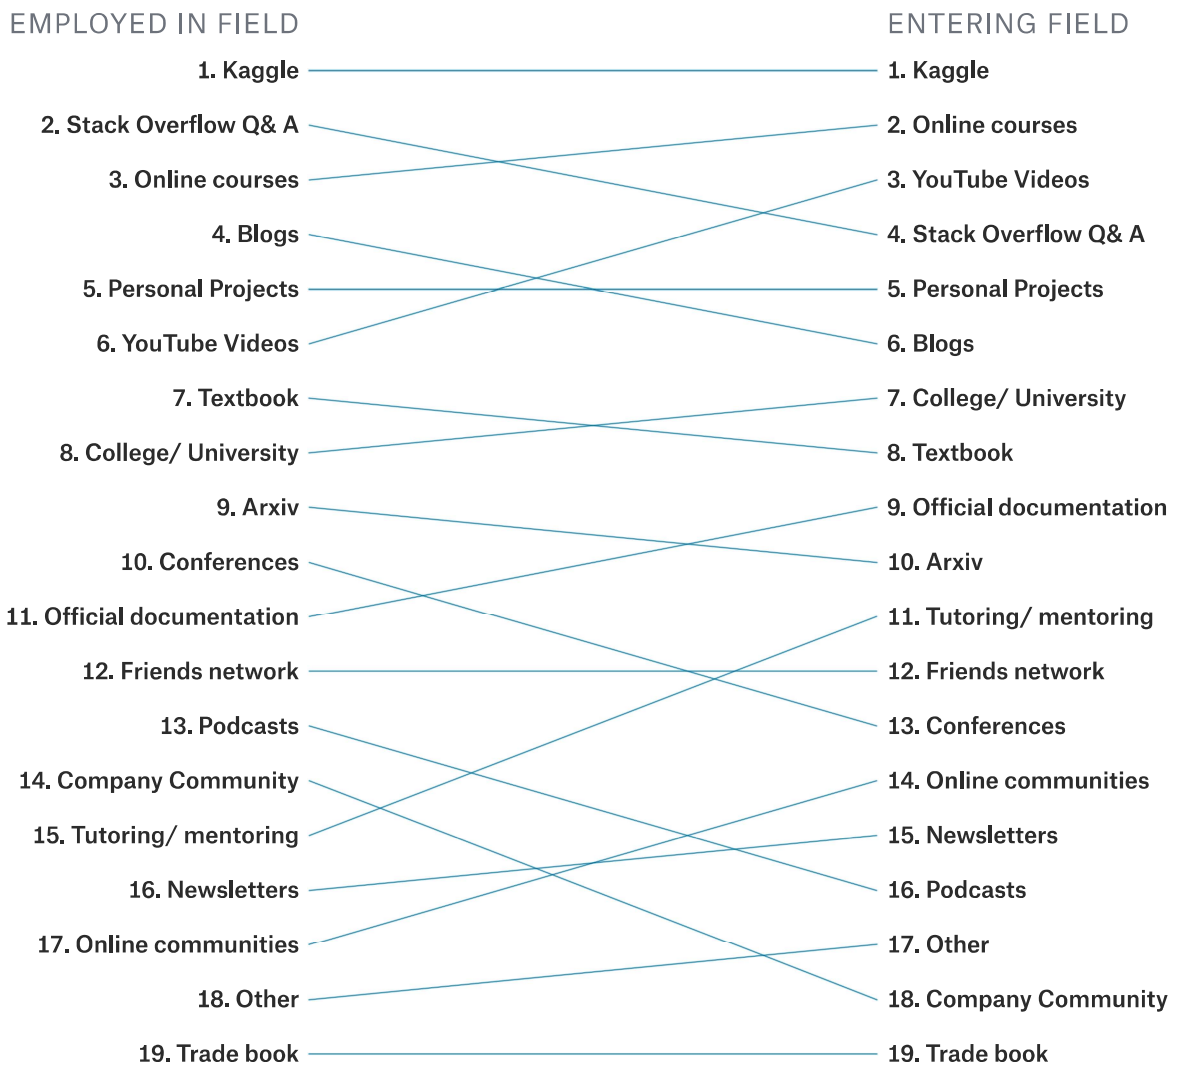 EMPLOYED IN FIELD
1. Kaggle
2. Stack Overflow Q& A
3. Online courses
4. Blogs
5. Personal Projects
6. YouTube Videos
7. Textbook
8. College/ University
9. Arxiv
10. Conferences
11. Official documentation
12. Friends network
13. Podcasts
14. Company Community
15. Tutoring/ mentoring
16. Newsletters
17. Online communities
18. Other
19. Trade book
ENTERING FIELD
1. Kaggle
2. Online courses
3. YouTube Videos
4. Stack Overflow Q& A
5. Personal Projects
6. Blogs
7. College/ University
8. Textbook
9. Official documentation
10. Arxiv
11. Tutoring/ mentoring
12. Friends network
13. Conferences
14. Online communities
15. Newsletters
16. Podcasts
17. Other
18. Company Community
19. Trade book